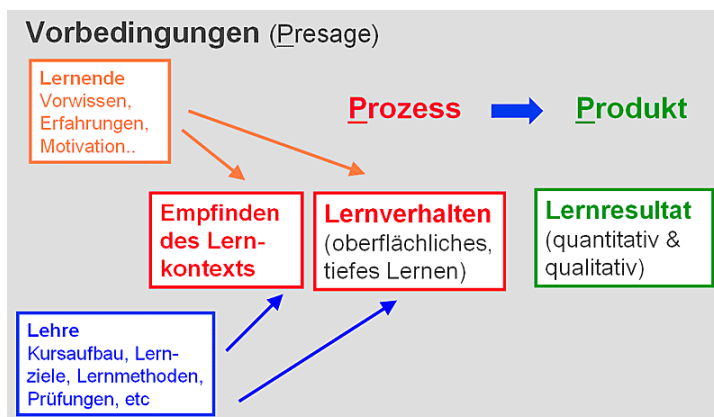 Vorbedingungen (Presage)
Lernende
Vorwissen,
Erfahrungen,
Motivation..
Prozess
Produkt
Empfinden
des Lern-
kontexts
Lernverhalten
(oberflächliches,
tiefes Lernen)
Lernresultat
(quantitativ &
qualitativ)
Lehre
Kursaufbau, Lern-
ziele, Lernmethoden,
Prüfungen, etc